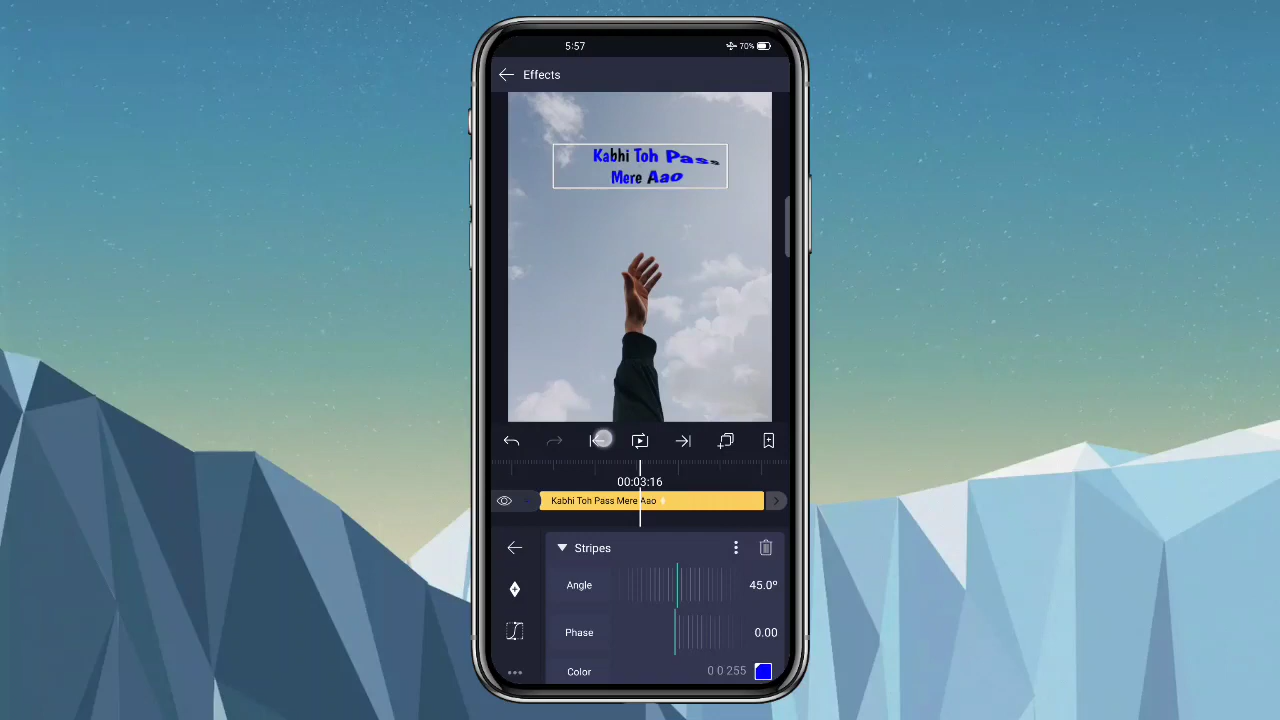 5:57
70%
Effects
Kabhi Toh Pass
Mere Aao
00:03:16
Kabhi Toh Pass Mere Aao
Stripes
Angle 45.0°
Phase 0.00
Color 0 0 255